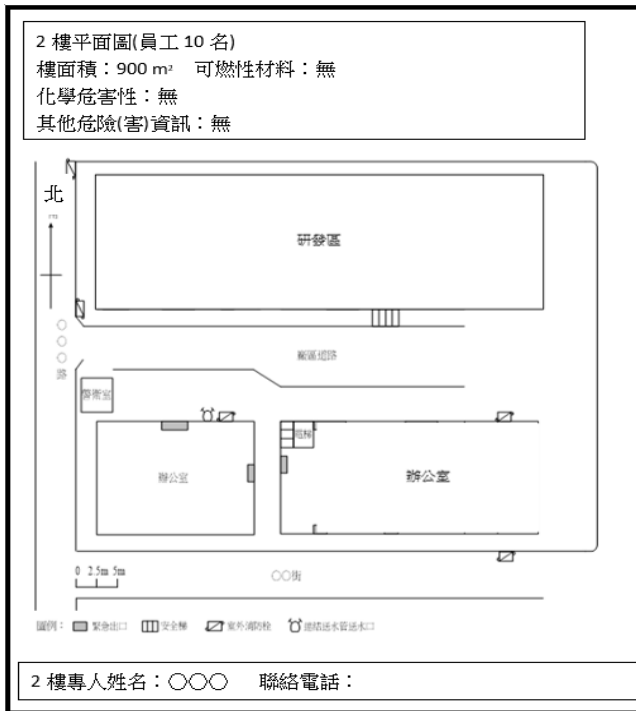 2 樓平面圖(員工 10 名)
樓面積：900 m² 可燃性材料：無
化學危害性：無
其他危險(害)資訊：無
北
研發區
○○○路
廠區道路
警衛室
電梯
辦公室
辦公室
0 2.5m 5m
○○街
圖例： 緊急出口 安全梯 室外消防栓 連結送水管送水口
2 樓專人姓名：○○○ 聯絡電話：